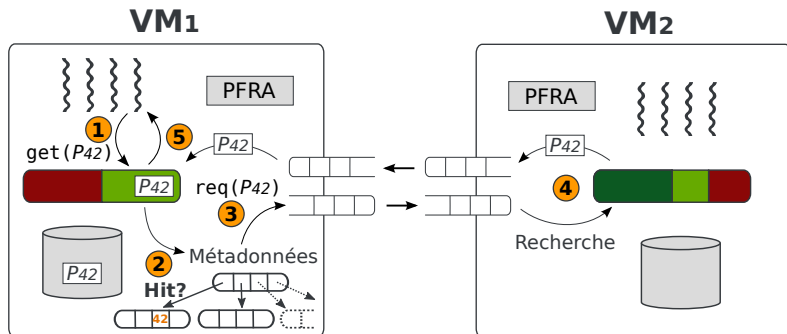 VM1
VM2
PFRA
PFRA
1
5
get(P42)
P42
P42
P42
req(P42)
3
4
2
Métadonnées
Recherche
Hit?
P42
42